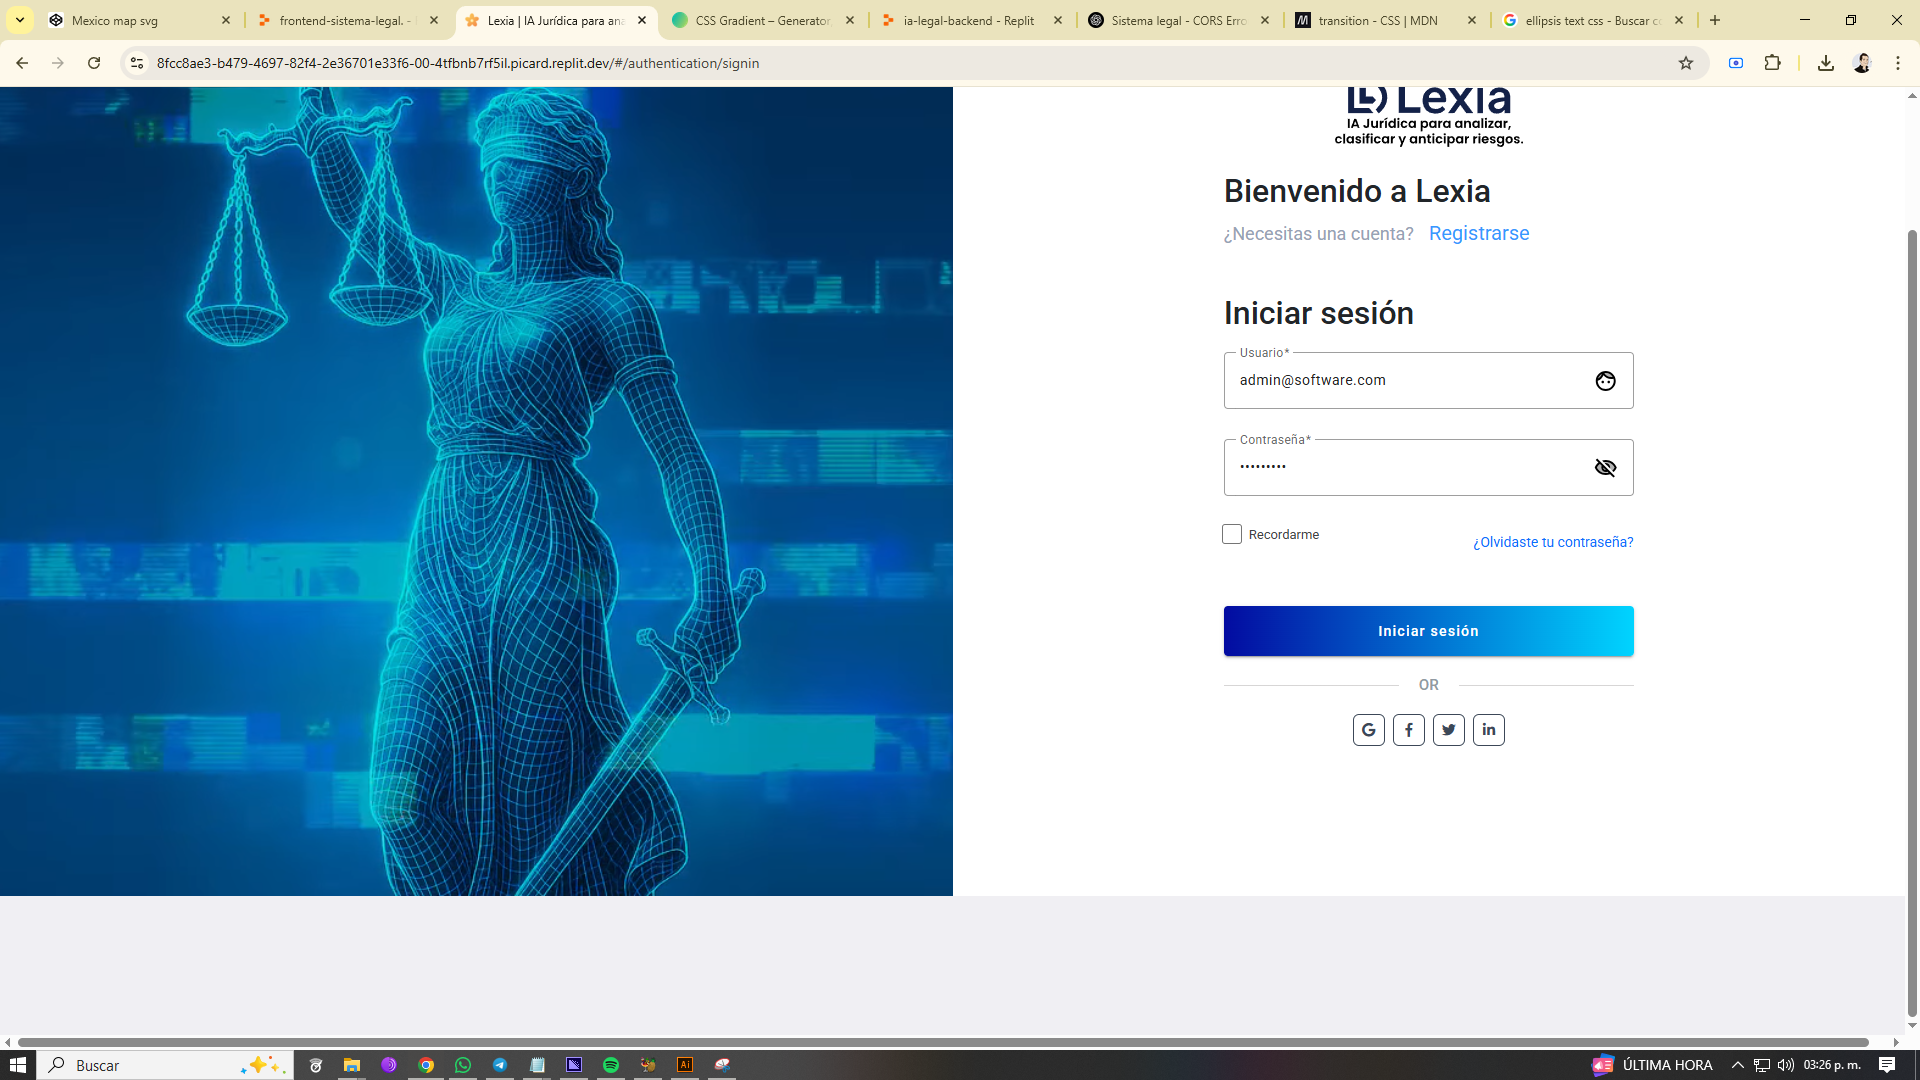 Mexico map svg
frontend-sistema-legal. -
Lexia | IA Jurídica para ana
CSS Gradient – Generator,
ia-legal-backend - Replit
Sistema legal - CORS Erro
transition - CSS | MDN
ellipsis text css - Buscar co
8fcc8ae3-b479-4697-82f4-2e36701e33f6-00-4tfbnb7rf5il.picard.replit.dev/#/authentication/signin
Lexia
IA Jurídica para analizar,
clasificar y anticipar riesgos.
Bienvenido a Lexia
¿Necesitas una cuenta? Registrarse
Iniciar sesión
Usuario*
admin@software.com
Contraseña*
•••••••••
Recordarme
¿Olvidaste tu contraseña?
Iniciar sesión
OR
Buscar
Ai
ÚLTIMA HORA
03:26 p. m.